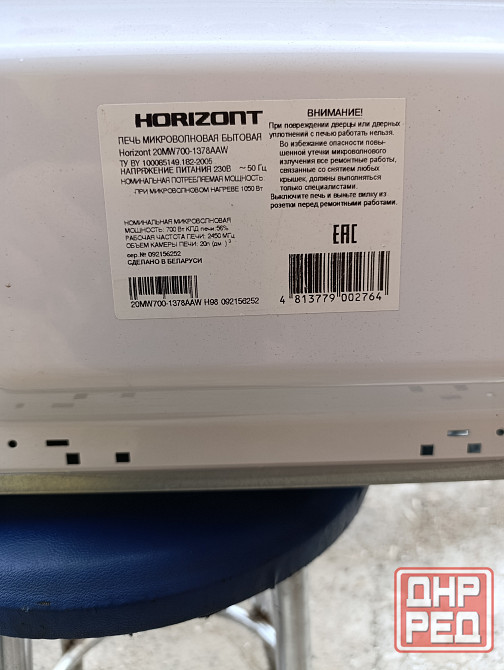 HORIZONT
ПЕЧЬ МИКРОВОЛНОВАЯ БЫТОВАЯ
Horizont 20MW700-1378AAW
ТУ BY 100085149.182-2005
НАПРЯЖЕНИЕ ПИТАНИЯ 230В ~ 50 Гц
НОМИНАЛЬНАЯ ПОТРЕБЛЯЕМАЯ МОЩНОСТЬ
ПРИ МИКРОВОЛНОВОМ НАГРЕВЕ 1050 Вт
НОМИНАЛЬНАЯ МИКРОВОЛНОВАЯ
МОЩНОСТЬ: 700 Вт КПД печи:56%
РАБОЧАЯ ЧАСТОТА ПЕЧИ: 2450 МГц
ОБЪЕМ КАМЕРЫ ПЕЧИ: 20л (дм )³
сер.№ 092156252
СДЕЛАНО В БЕЛАРУСИ
20MW700-1378AAW H98 092156252
ВНИМАНИЕ!
При повреждении дверцы или дверных
уплотнений с печью работать нельзя.
Во избежание опасности повы-
шенной утечки микроволнового
излучения все ремонтные работы,
связанные со снятием любых
крышек, должны выполняться
только специалистами.
Выключите печь и выньте вилку из
розетки перед ремонтными работами.
EAC
4 813779 002764
ДНР
РЕД